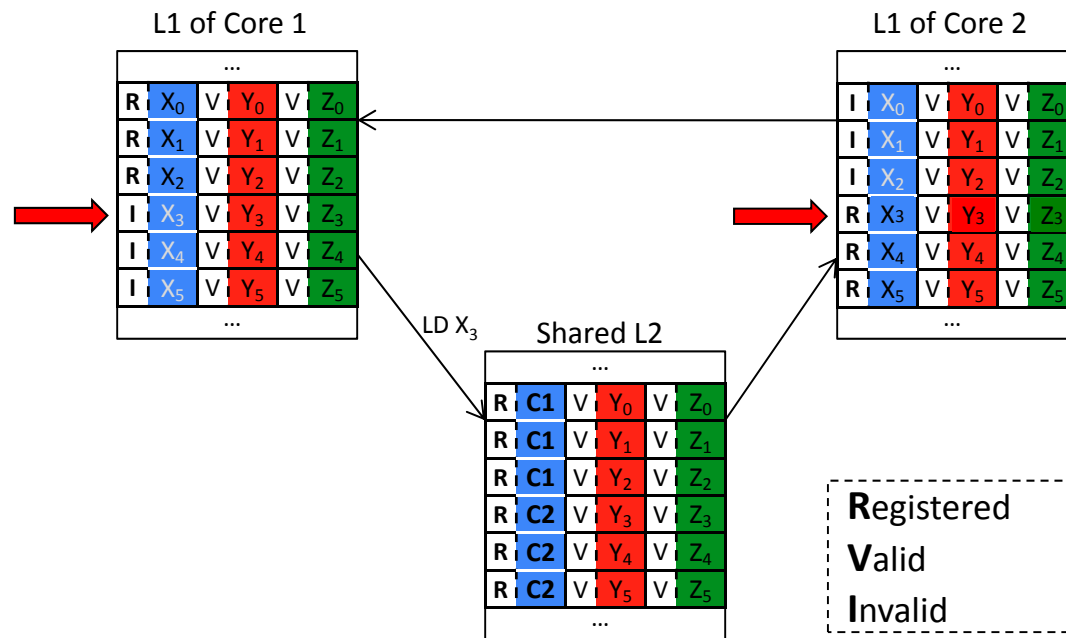 L1 of Core 1
...
R X₀ V Y₀ V Z₀
R X₁ V Y₁ V Z₁
R X₂ V Y₂ V Z₂
I X₃ V Y₃ V Z₃
I X₄ V Y₄ V Z₄
I X₅ V Y₅ V Z₅
...
L1 of Core 2
...
I X₀ V Y₀ V Z₀
I X₁ V Y₁ V Z₁
I X₂ V Y₂ V Z₂
R X3 V Y3 V Z3
R X₄ V Y₄ V Z₄
R X₅ V Y₅ V Z₅
...
LD X₃
Shared L2
...
R C1 V Y₀ V Z₀
R C1 V Y₁ V Z₁
R C1 V Y₂ V Z₂
R C2 V Y₃ V Z₃
R C2 V Y₄ V Z₄
R C2 V Y₅ V Z₅
...
Registered
Valid
Invalid